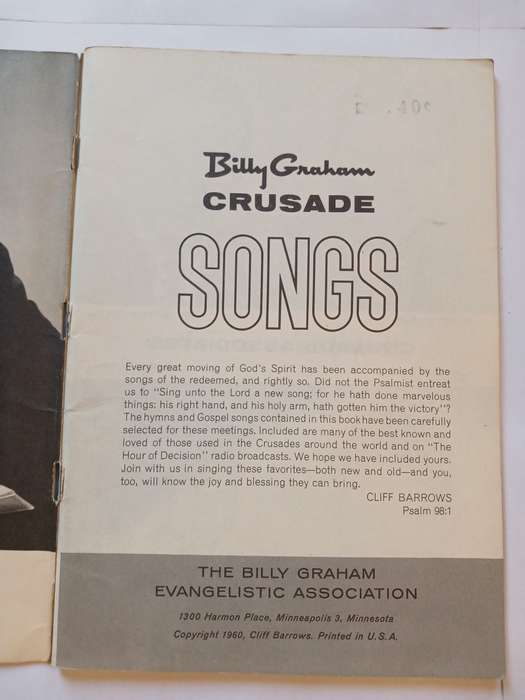 Billy Graham
CRUSADE
SONGS
Every great moving of God's Spirit has been accompanied by the
songs of the redeemed, and rightly so. Did not the Psalmist entreat
us to "Sing unto the Lord a new song; for he hath done marvelous
things: his right hand, and his holy arm, hath gotten him the victory"?
The hymns and Gospel songs contained in this book have been carefully
selected for these meetings. Included are many of the best known and
loved of those used in the Crusades around the world and on "The
Hour of Decision" radio broadcasts. We hope we have included yours.
Join with us in singing these favorites—both new and old—and you,
too, will know the joy and blessing they can bring.
CLIFF BARROWS
Psalm 98:1
THE BILLY GRAHAM
EVANGELISTIC ASSOCIATION
1300 Harmon Place, Minneapolis 3, Minnesota
Copyright 1960, Cliff Barrows. Printed in U.S.A.